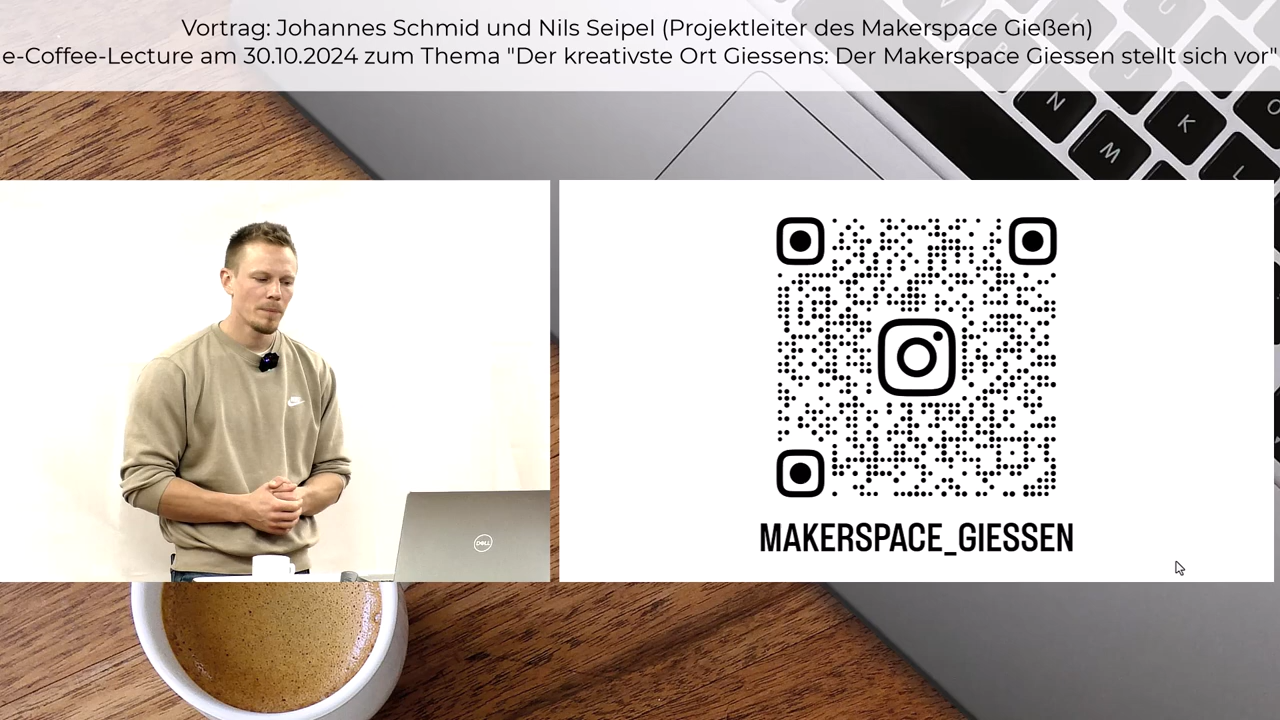 Vortrag: Johannes Schmid und Nils Seipel (Projektleiter des Makerspace Gießen)
e-Coffee-Lecture am 30.10.2024 zum Thema "Der kreativste Ort Giessens: Der Makerspace Giessen stellt sich vor"
N
M
J
K
L
O
V
U
DELL
MAKERSPACE_GIESSEN